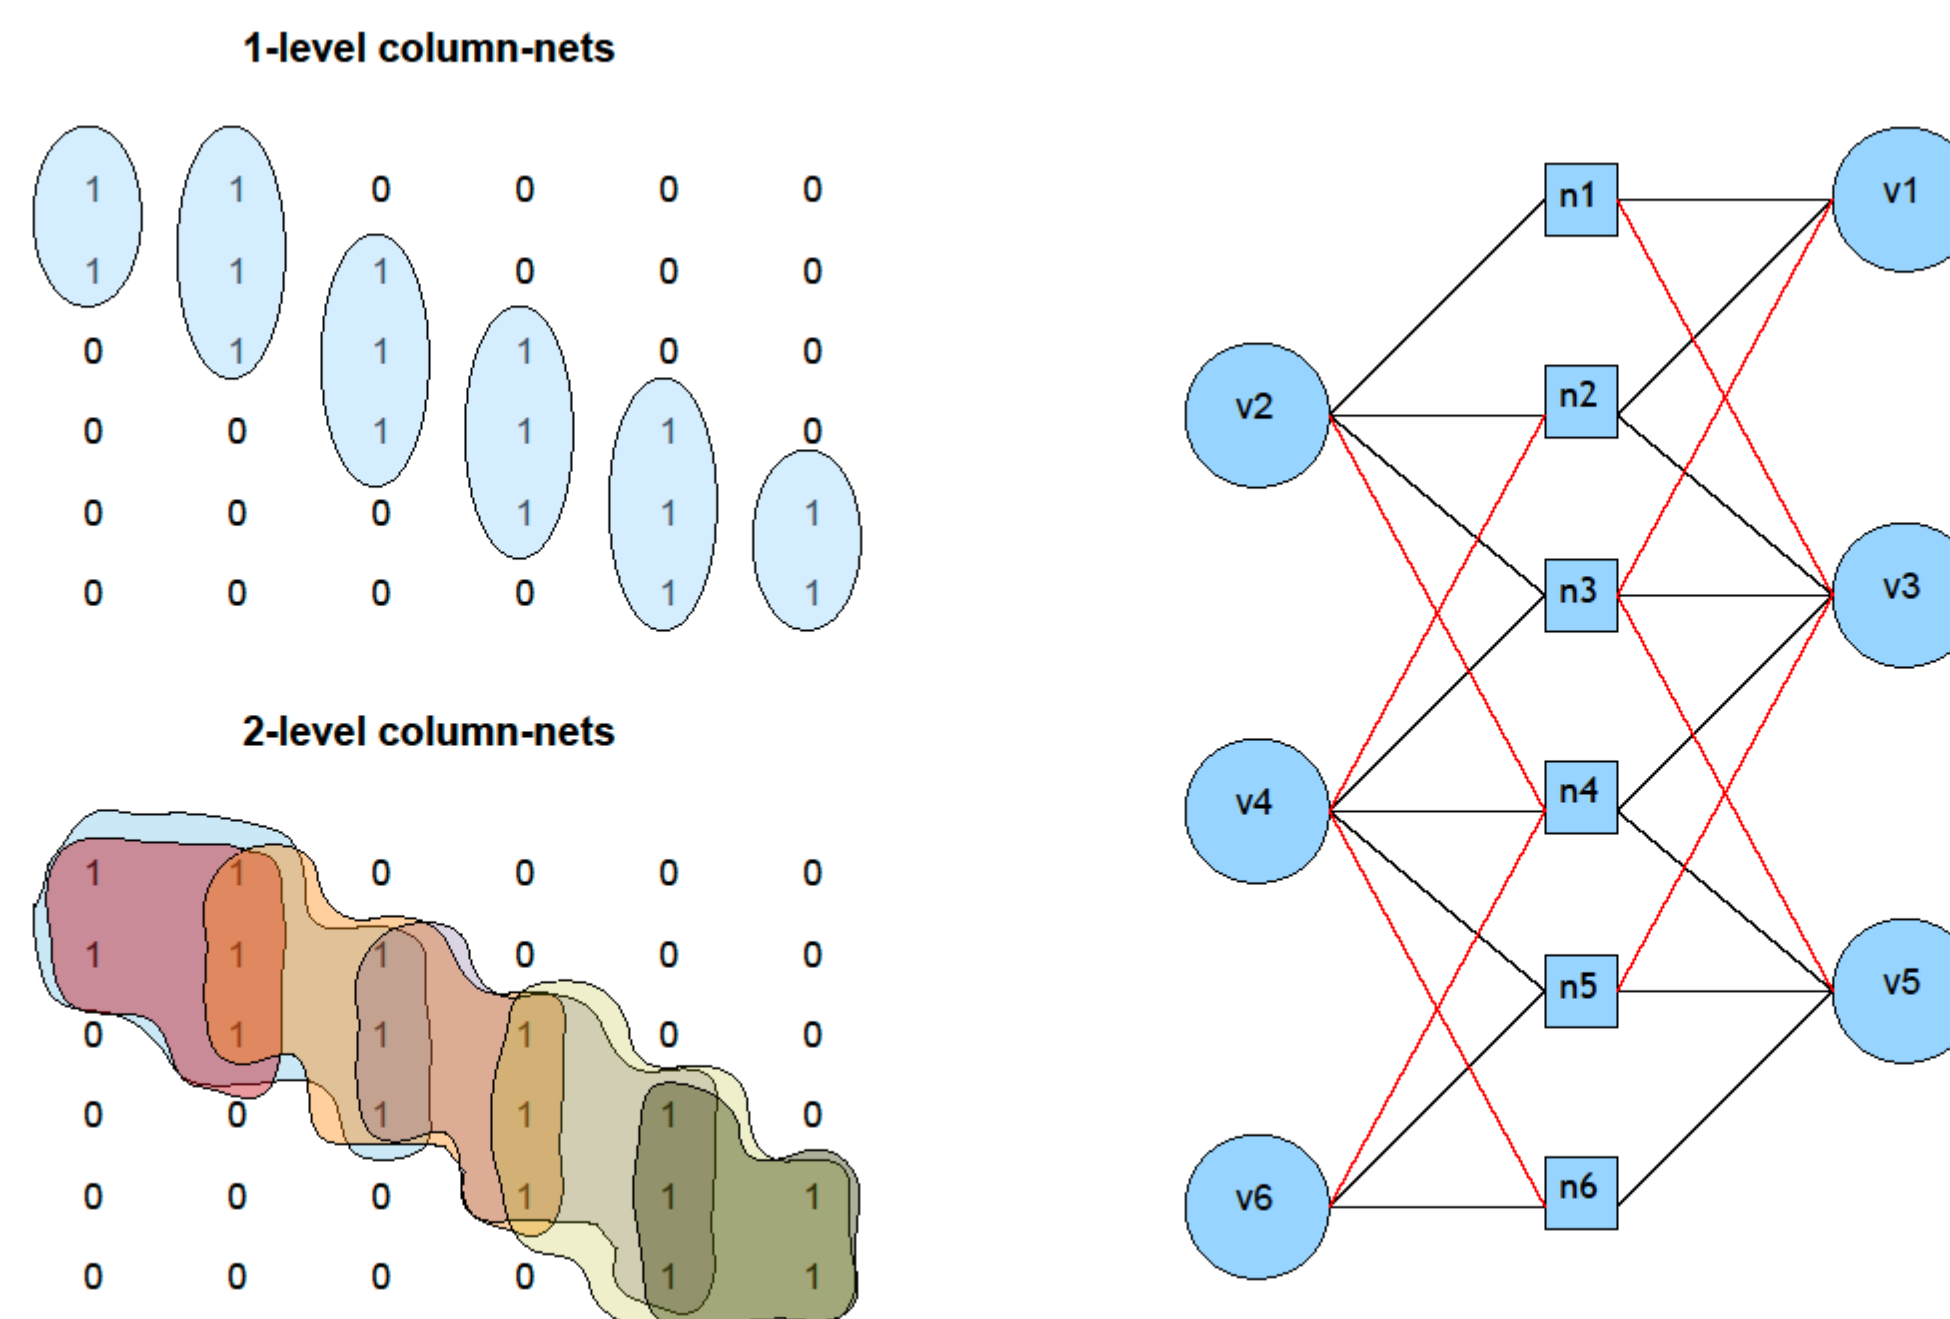 1-level column-nets
1 1 0 0 0 0
1 1 1 0 0 0
0 1 1 1 0 0
0 0 1 1 1 0
0 0 0 1 1 1
0 0 0 0 1 1
2-level column-nets
1 1 0 0 0 0
1 1 1 0 0 0
0 1 1 1 0 0
0 0 1 1 1 0
0 0 0 1 1 1
0 0 0 0 1 1
n1
v1
n2
v2
n3
v3
n4
v4
n5
v5
n6
v6